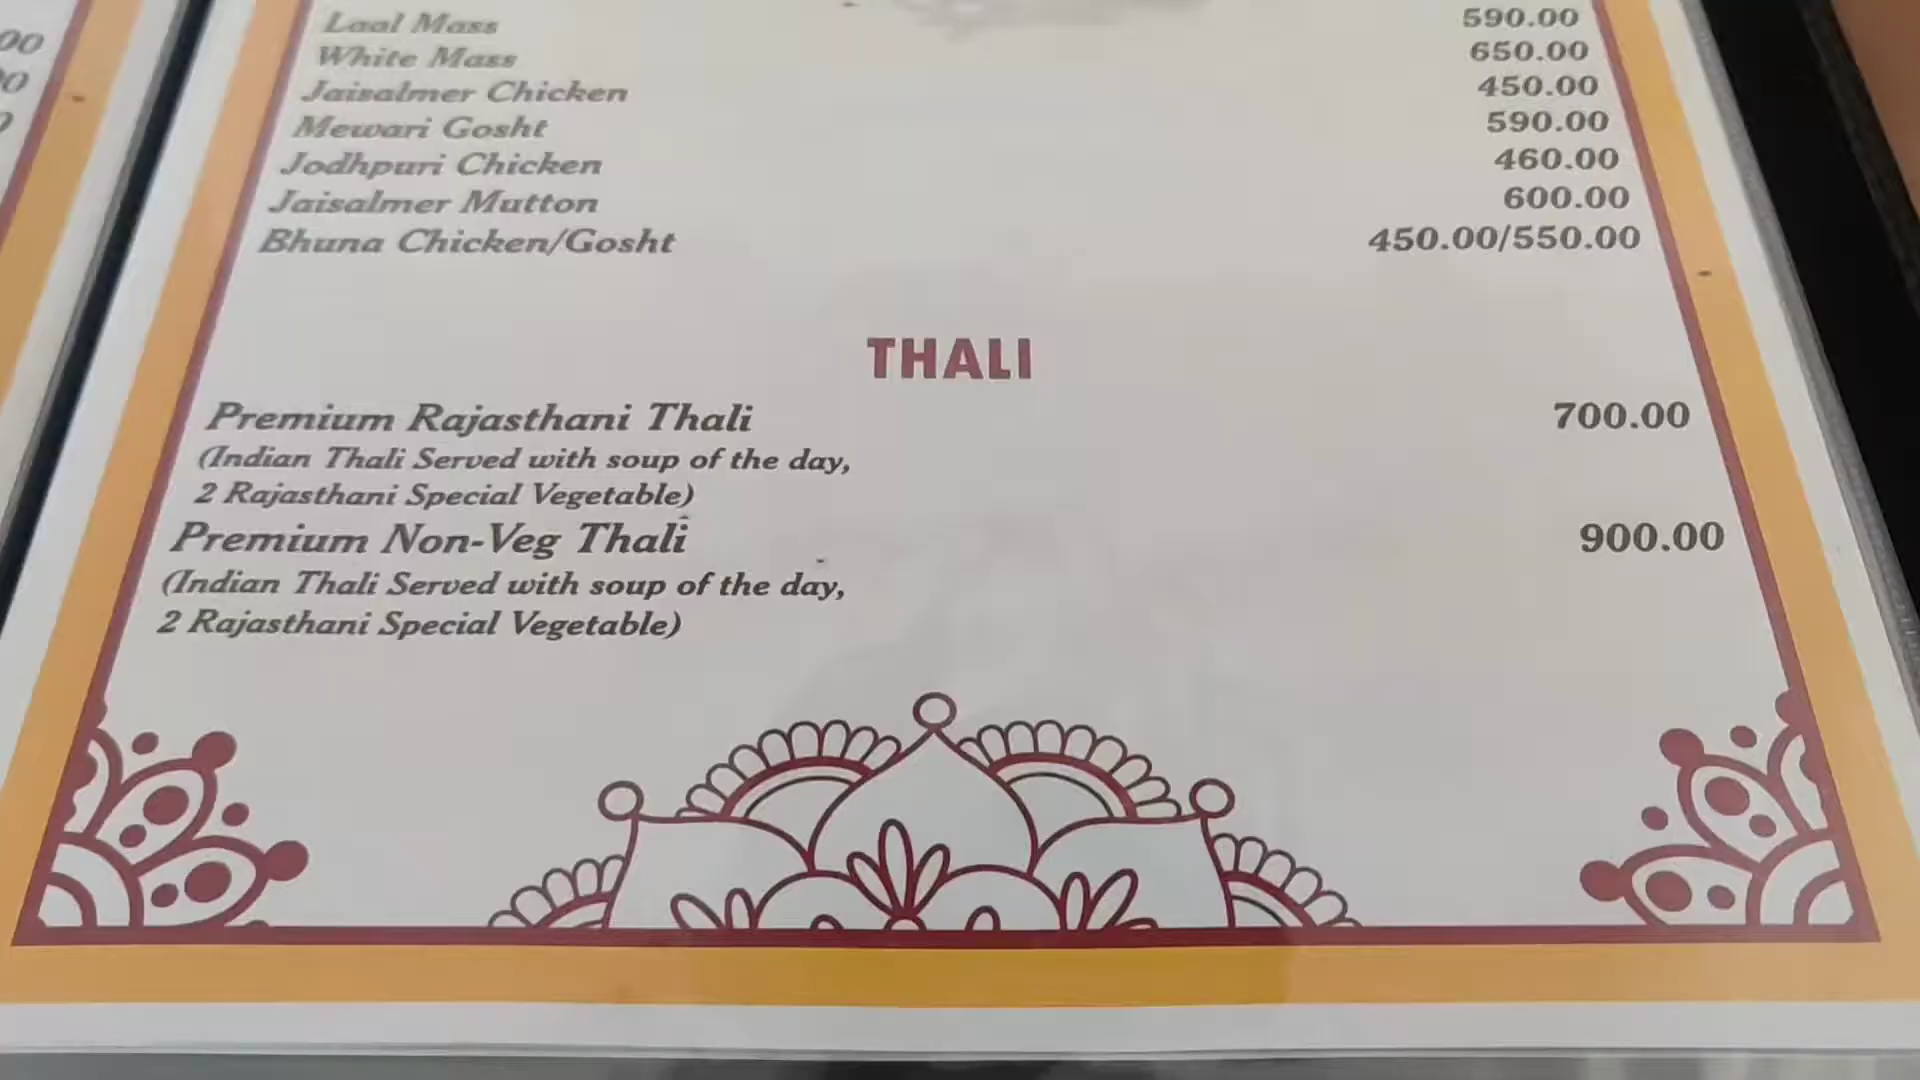 00
00
Laal Mass 590.00
White Mass 650.00
Jaisalmer Chicken 450.00
Mewari Gosht 590.00
Jodhpuri Chicken 460.00
Jaisalmer Mutton 600.00
Bhuna Chicken/Gosht 450.00/550.00
THALI
Premium Rajasthani Thali 700.00
(Indian Thali Served with soup of the day,
2 Rajasthani Special Vegetable)
Premium Non-Veg Thali 900.00
(Indian Thali Served with soup of the day,
2 Rajasthani Special Vegetable)